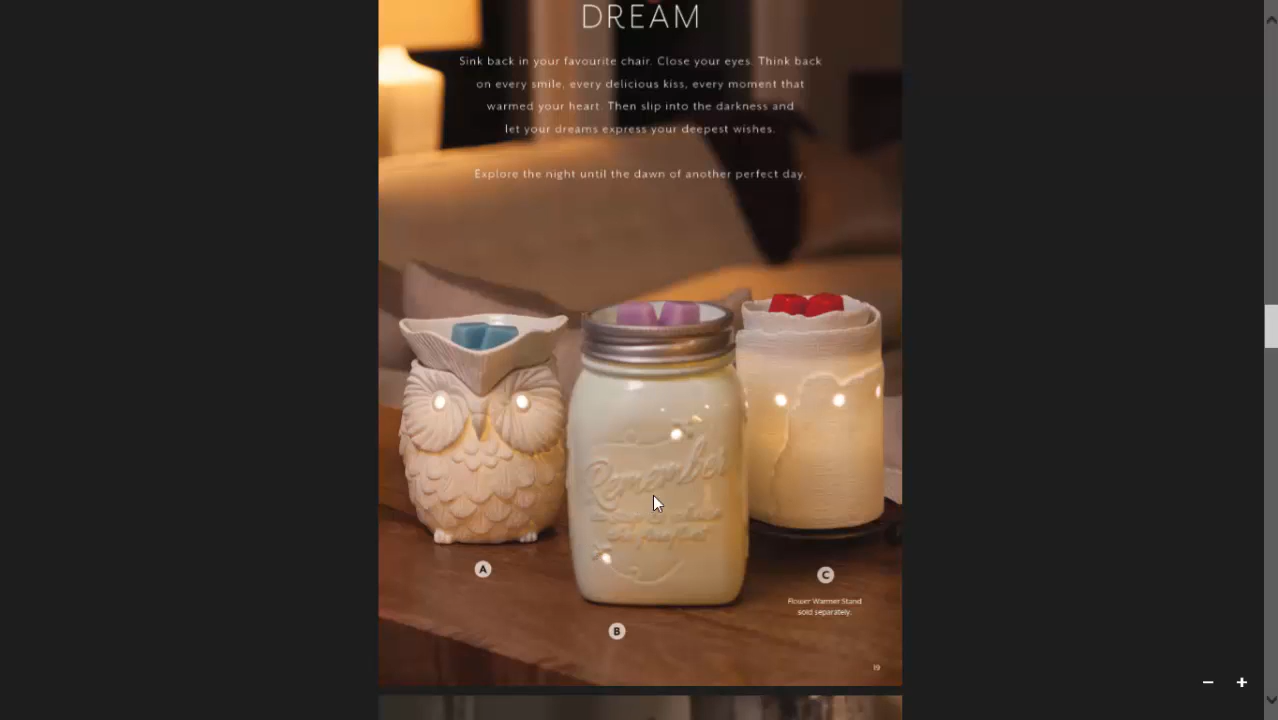 DREAM
Sink back in your favourite chair. Close your eyes. Think back
on every smile, every delicious kiss, every moment that
warmed your heart. Then slip into the darkness and
let your dreams express your deepest wishes.
Explore the night until the dawn of another perfect day.
Remember
A
C
Flower Warmer Stand
sold separately.
B
19